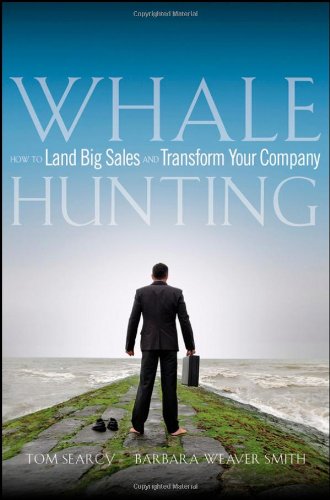 WHALE
HOW TO Land Big Sales AND Transform Your Company
HUNTING
TOM SEARCY BARBARA WEAVER SMITH